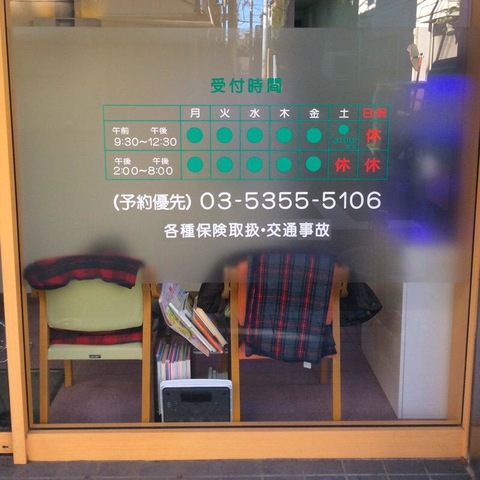 受付時間
月 火 水 木 金 土 日・祝
午前 午後
9:30〜12:30 ● ● ● ● ● ● 休
午後 午後
2:00〜8:00 ● ● ● ● ● 休 休
(予約優先) 03-5355-5106
各種保険取扱・交通事故